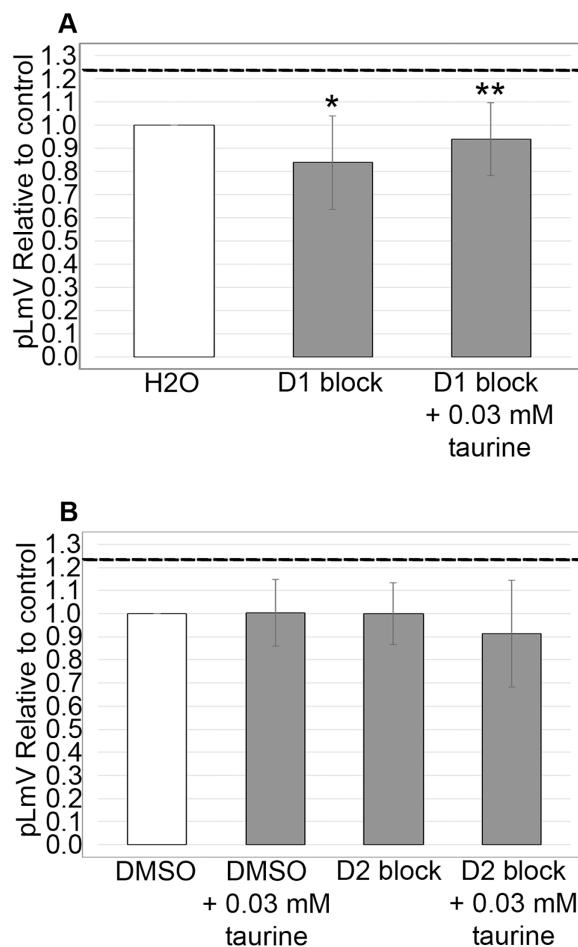 A
pLmV Relative to control
1.3
1.2
1.1
1.0
0.9
0.8
0.7
0.6
0.5
0.4
0.3
0.2
0.1
0.0
*
**
H2O
D1 block
D1 block
+ 0.03 mM
taurine
B
pLmV Relative to control
1.3
1.2
1.1
1.0
0.9
0.8
0.7
0.6
0.5
0.4
0.3
0.2
0.1
0.0
DMSO
DMSO
+ 0.03 mM
taurine
D2 block
D2 block
+ 0.03 mM
taurine